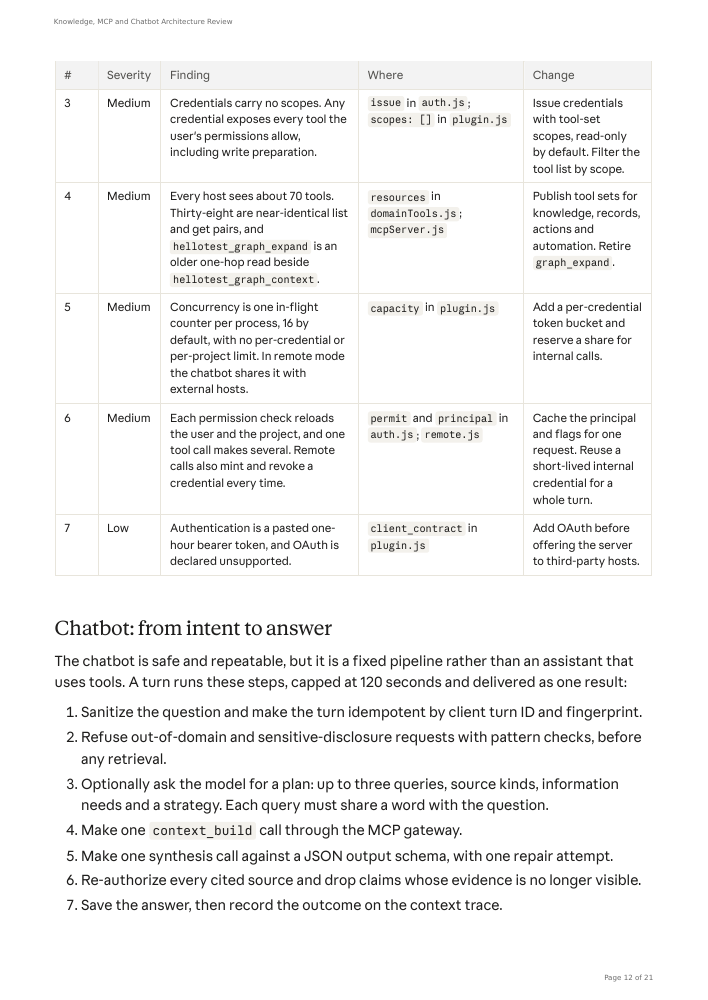 Knowledge, MCP and Chatbot Architecture Review
# Severity Finding Where Change
3 Medium Credentials carry no scopes. Any
credential exposes every tool the
user's permissions allow,
including write preparation.
issue in auth.js;
scopes: [] in plugin.js
Issue credentials
with tool-set
scopes, read-only
by default. Filter the
tool list by scope.
4 Medium Every host sees about 70 tools.
Thirty-eight are near-identical list
and get pairs, and
hellotest_graph_expand is an
older one-hop read beside
hellotest_graph_context.
resources in
domainTools.js;
mcpServer.js
Publish tool sets for
knowledge, records,
actions and
automation. Retire
graph_expand.
5 Medium Concurrency is one in-flight
counter per process, 16 by
default, with no per-credential or
per-project limit. In remote mode
the chatbot shares it with
external hosts.
capacity in plugin.js
Add a per-credential
token bucket and
reserve a share for
internal calls.
6 Medium Each permission check reloads
the user and the project, and one
tool call makes several. Remote
calls also mint and revoke a
credential every time.
permit and principal in
auth.js; remote.js
Cache the principal
and flags for one
request. Reuse a
short-lived internal
credential for a
whole turn.
7 Low Authentication is a pasted one-
hour bearer token, and OAuth is
declared unsupported.
client_contract in
plugin.js
Add OAuth before
offering the server
to third-party hosts.
Chatbot: from intent to answer
The chatbot is safe and repeatable, but it is a fixed pipeline rather than an assistant that
uses tools. A turn runs these steps, capped at 120 seconds and delivered as one result:
1. Sanitize the question and make the turn idempotent by client turn ID and fingerprint.
2. Refuse out-of-domain and sensitive-disclosure requests with pattern checks, before
any retrieval.
3. Optionally ask the model for a plan: up to three queries, source kinds, information
needs and a strategy. Each query must share a word with the question.
4. Make one context_build call through the MCP gateway.
5. Make one synthesis call against a JSON output schema, with one repair attempt.
6. Re-authorize every cited source and drop claims whose evidence is no longer visible.
7. Save the answer, then record the outcome on the context trace.
Page 12 of 21